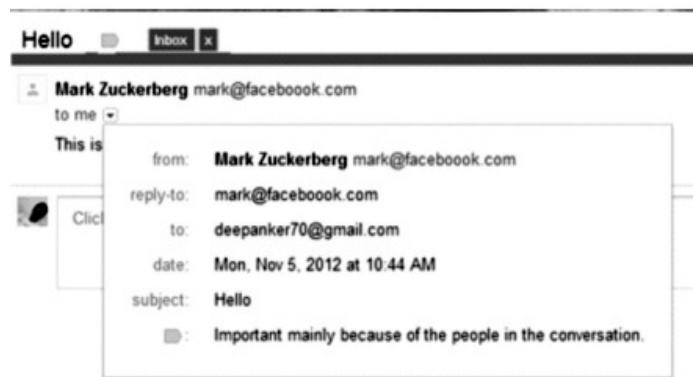 Hello Inbox x
Mark Zuckerberg mark@faceboook.com
to me
This is
from: Mark Zuckerberg mark@faceboook.com
reply-to: mark@faceboook.com
Clic
to: deepanker70@gmail.com
date: Mon, Nov 5, 2012 at 10:44 AM
subject: Hello
: Important mainly because of the people in the conversation.